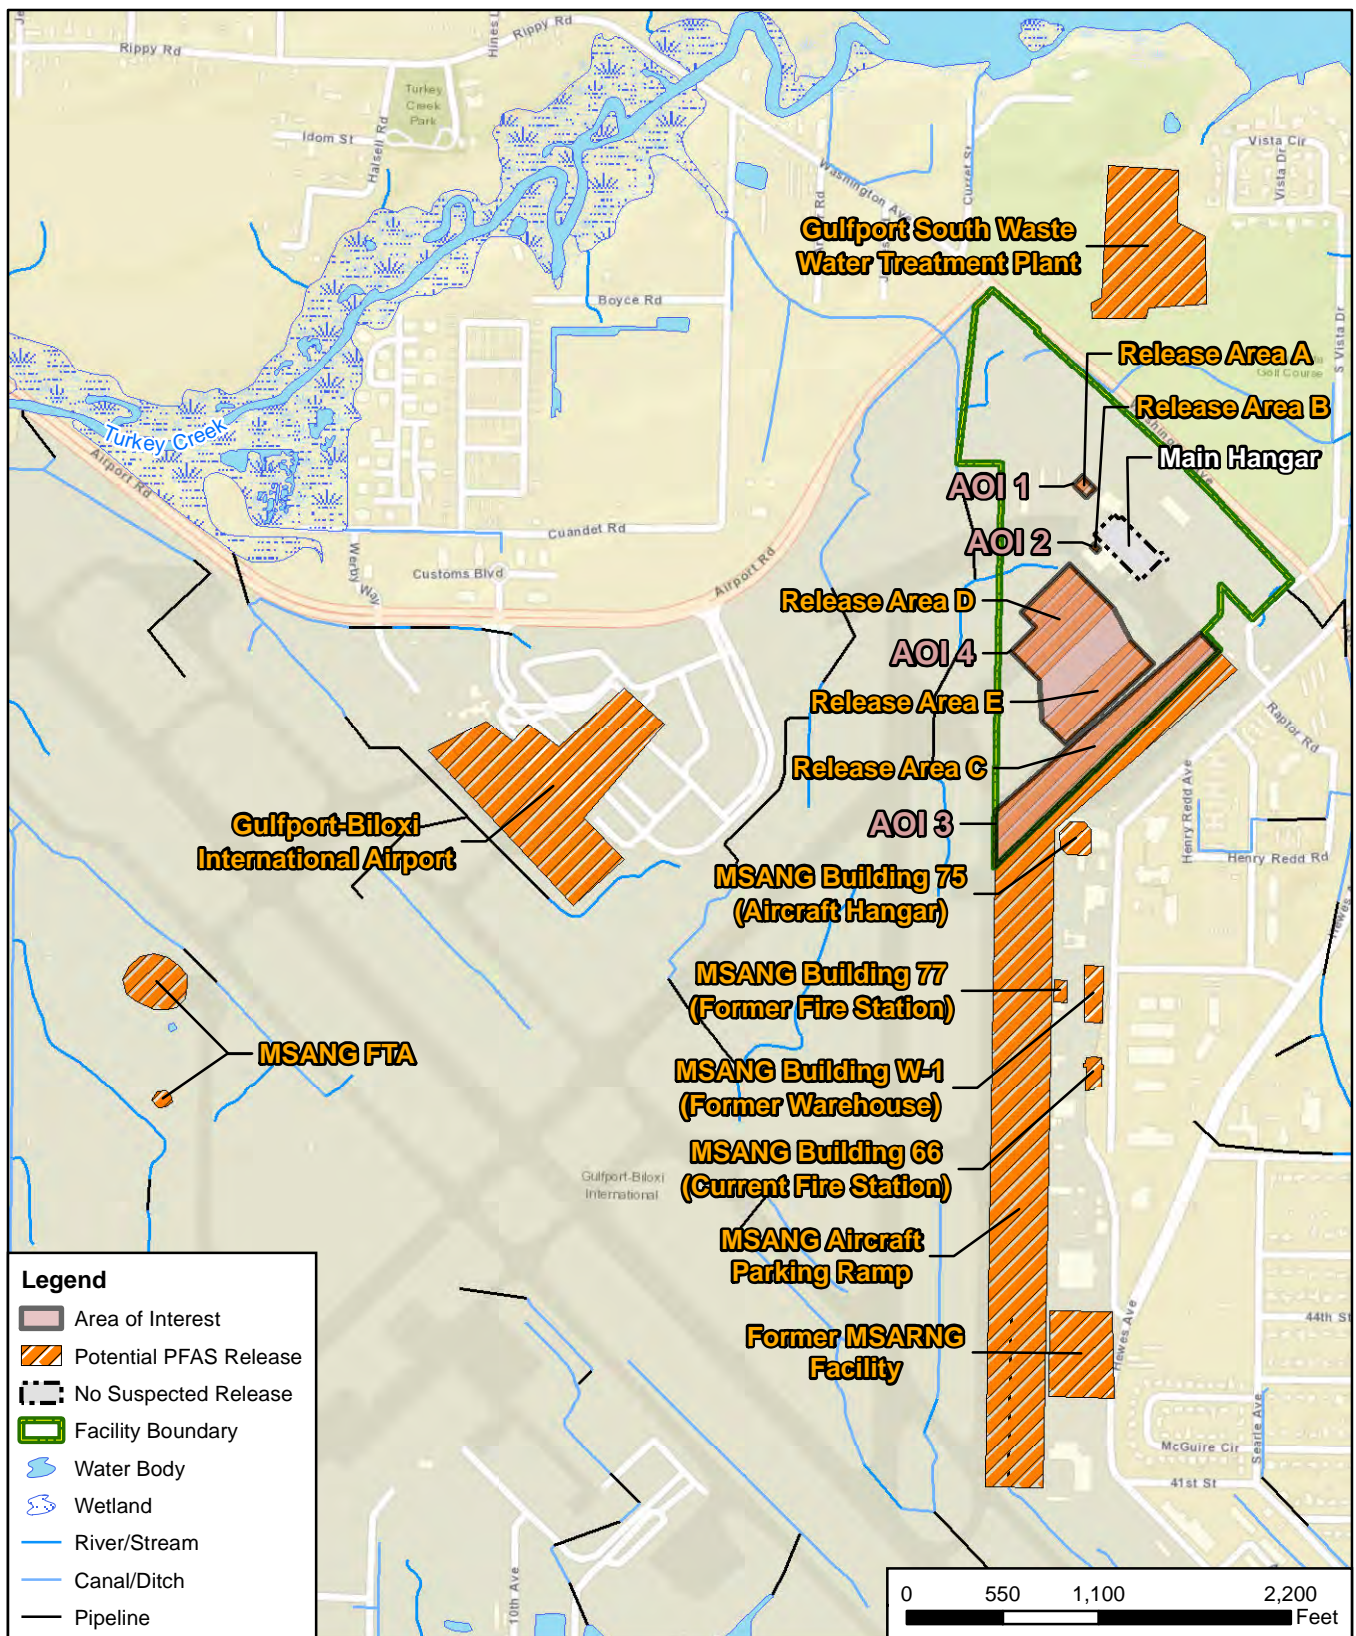 Rippy Rd
Rippy Rd
Turkey
Creek
Park
Idom St
Halsell Rd
Washington Ave
Curret St
Vista Cir
Vista Dr
S Vista Dr
Gulfport South Waste
Water Treatment Plant
Boyce Rd
Release Area A
Golf Course
Release Area B
Main Hangar
Turkey Creek
Airport Rd
AOI 1
AOI 2
Cuandet Rd
Customs Blvd
Werby Way
Airport Rd
Release Area D
AOI 4
Release Area E
Raptor Rd
Release Area C
AOI 3
Henry Redd Ave
Henry Redd Rd
Gulfport-Biloxi
International Airport
MSANG Building 75
(Aircraft Hangar)
MSANG Building 77
(Former Fire Station)
MSANG FTA
MSANG Building W-1
(Former Warehouse)
MSANG Building 66
(Current Fire Station)
Gulfport-Biloxi
International
MSANG Aircraft
Parking Ramp
Former MSARNG
Facility
Hewes Ave
44th St
McGuire Cir
Searle Ave
41st St
10th Ave
Legend
Area of Interest
Potential PFAS Release
No Suspected Release
Facility Boundary
Water Body
Wetland
River/Stream
Canal/Ditch
Pipeline
0 550 1,100 2,200
Feet